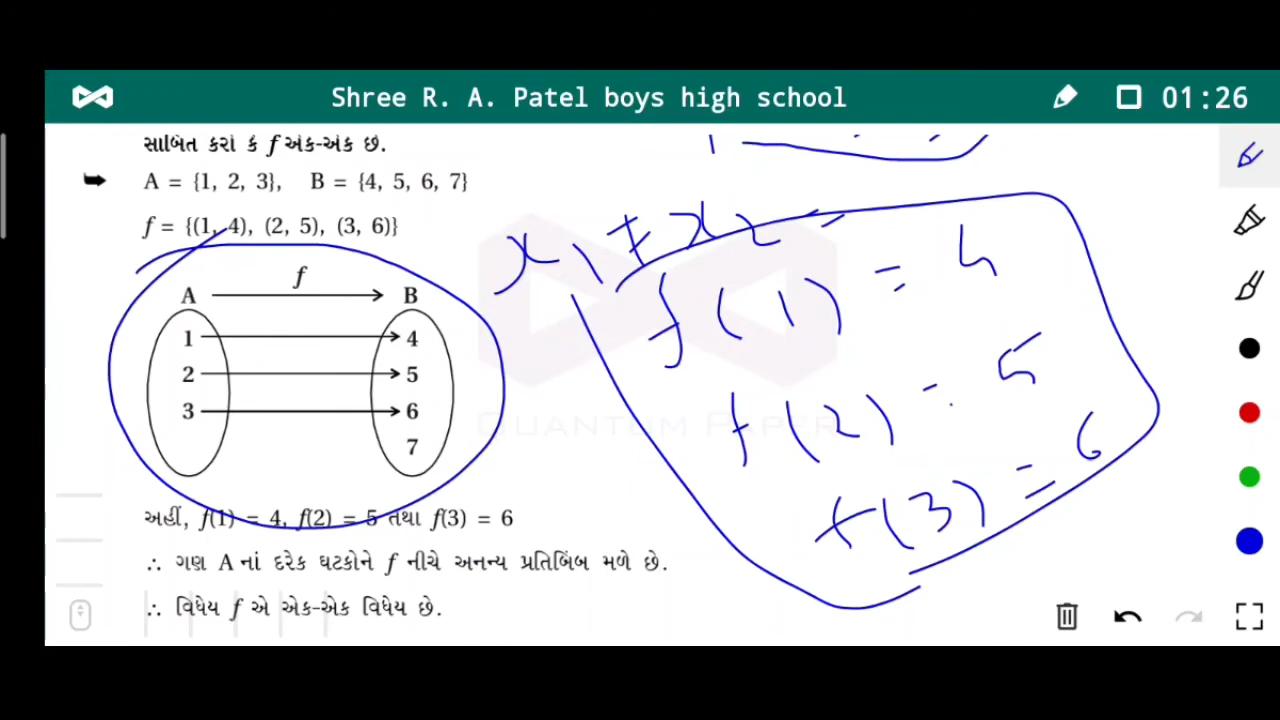 Shree R. A. Patel boys high school
01:26
સાબિત કરો કે f એક-એક છે.
A = {1, 2, 3}, B = {4, 5, 6, 7}
f = {(1, 4), (2, 5), (3, 6)}
x₁ ≠ x₂ =
f
A B
1 4
2 5
3 6
7
f(1) = 4
f(2) = 5
f(3) = 6
QUANTUM PAPER
અહીં, f(1) = 4, f(2) = 5 તથા f(3) = 6
∴ ગણ A નાં દરેક ઘટકોને f નીચે અનન્ય પ્રતિબિંબ મળે છે.
∴ વિધેય f એ એક-એક વિધેય છે.